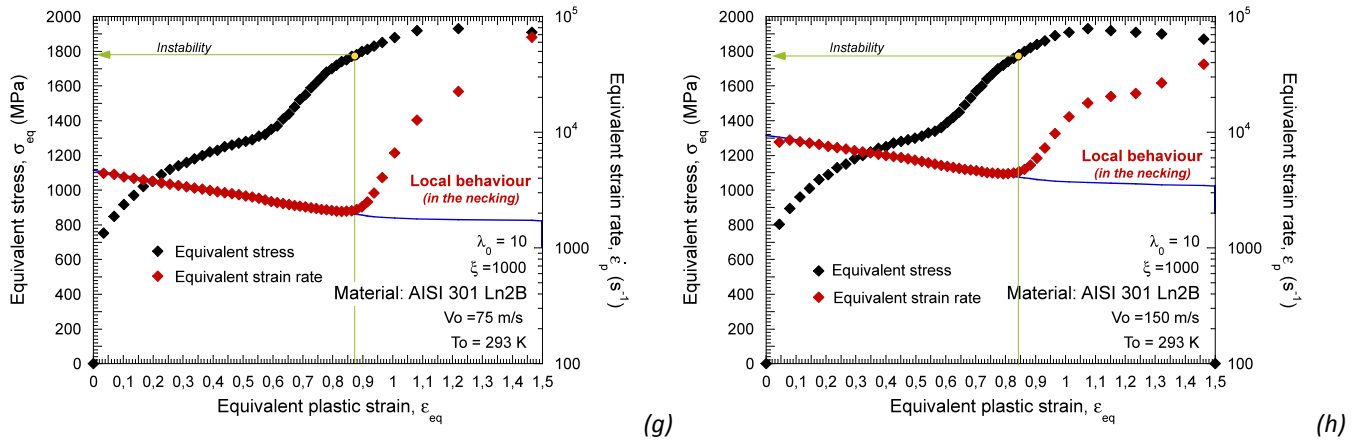 2000
1800
1600
1400
1200
1000
800
600
400
200
0
Equivalent stress, σeq (MPa)
0 0,1 0,2 0,3 0,4 0,5 0,6 0,7 0,8 0,9 1 1,1 1,2 1,3 1,4 1,5
Equivalent plastic strain, εeq
10^5
10^4
1000
100
Equivalent strain rate, ε̇p (s-1)
Instability
Local behaviour
(in the necking)
Equivalent stress
Equivalent strain rate
λ0 = 10
ξ =1000
Material: AISI 301 Ln2B
Vo =75 m/s
To = 293 K
(g)
2000
1800
1600
1400
1200
1000
800
600
400
200
0
Equivalent stress, σeq (MPa)
0 0,1 0,2 0,3 0,4 0,5 0,6 0,7 0,8 0,9 1 1,1 1,2 1,3 1,4 1,5
Equivalent plastic strain, εeq
10^5
10^4
1000
100
Equivalent strain rate, ε̇p (s-1)
Instability
Local behaviour
(in the necking)
Equivalent stress
Equivalent strain rate
λ0 = 10
ξ =1000
Material: AISI 301 Ln2B
Vo =150 m/s
To = 293 K
(h)